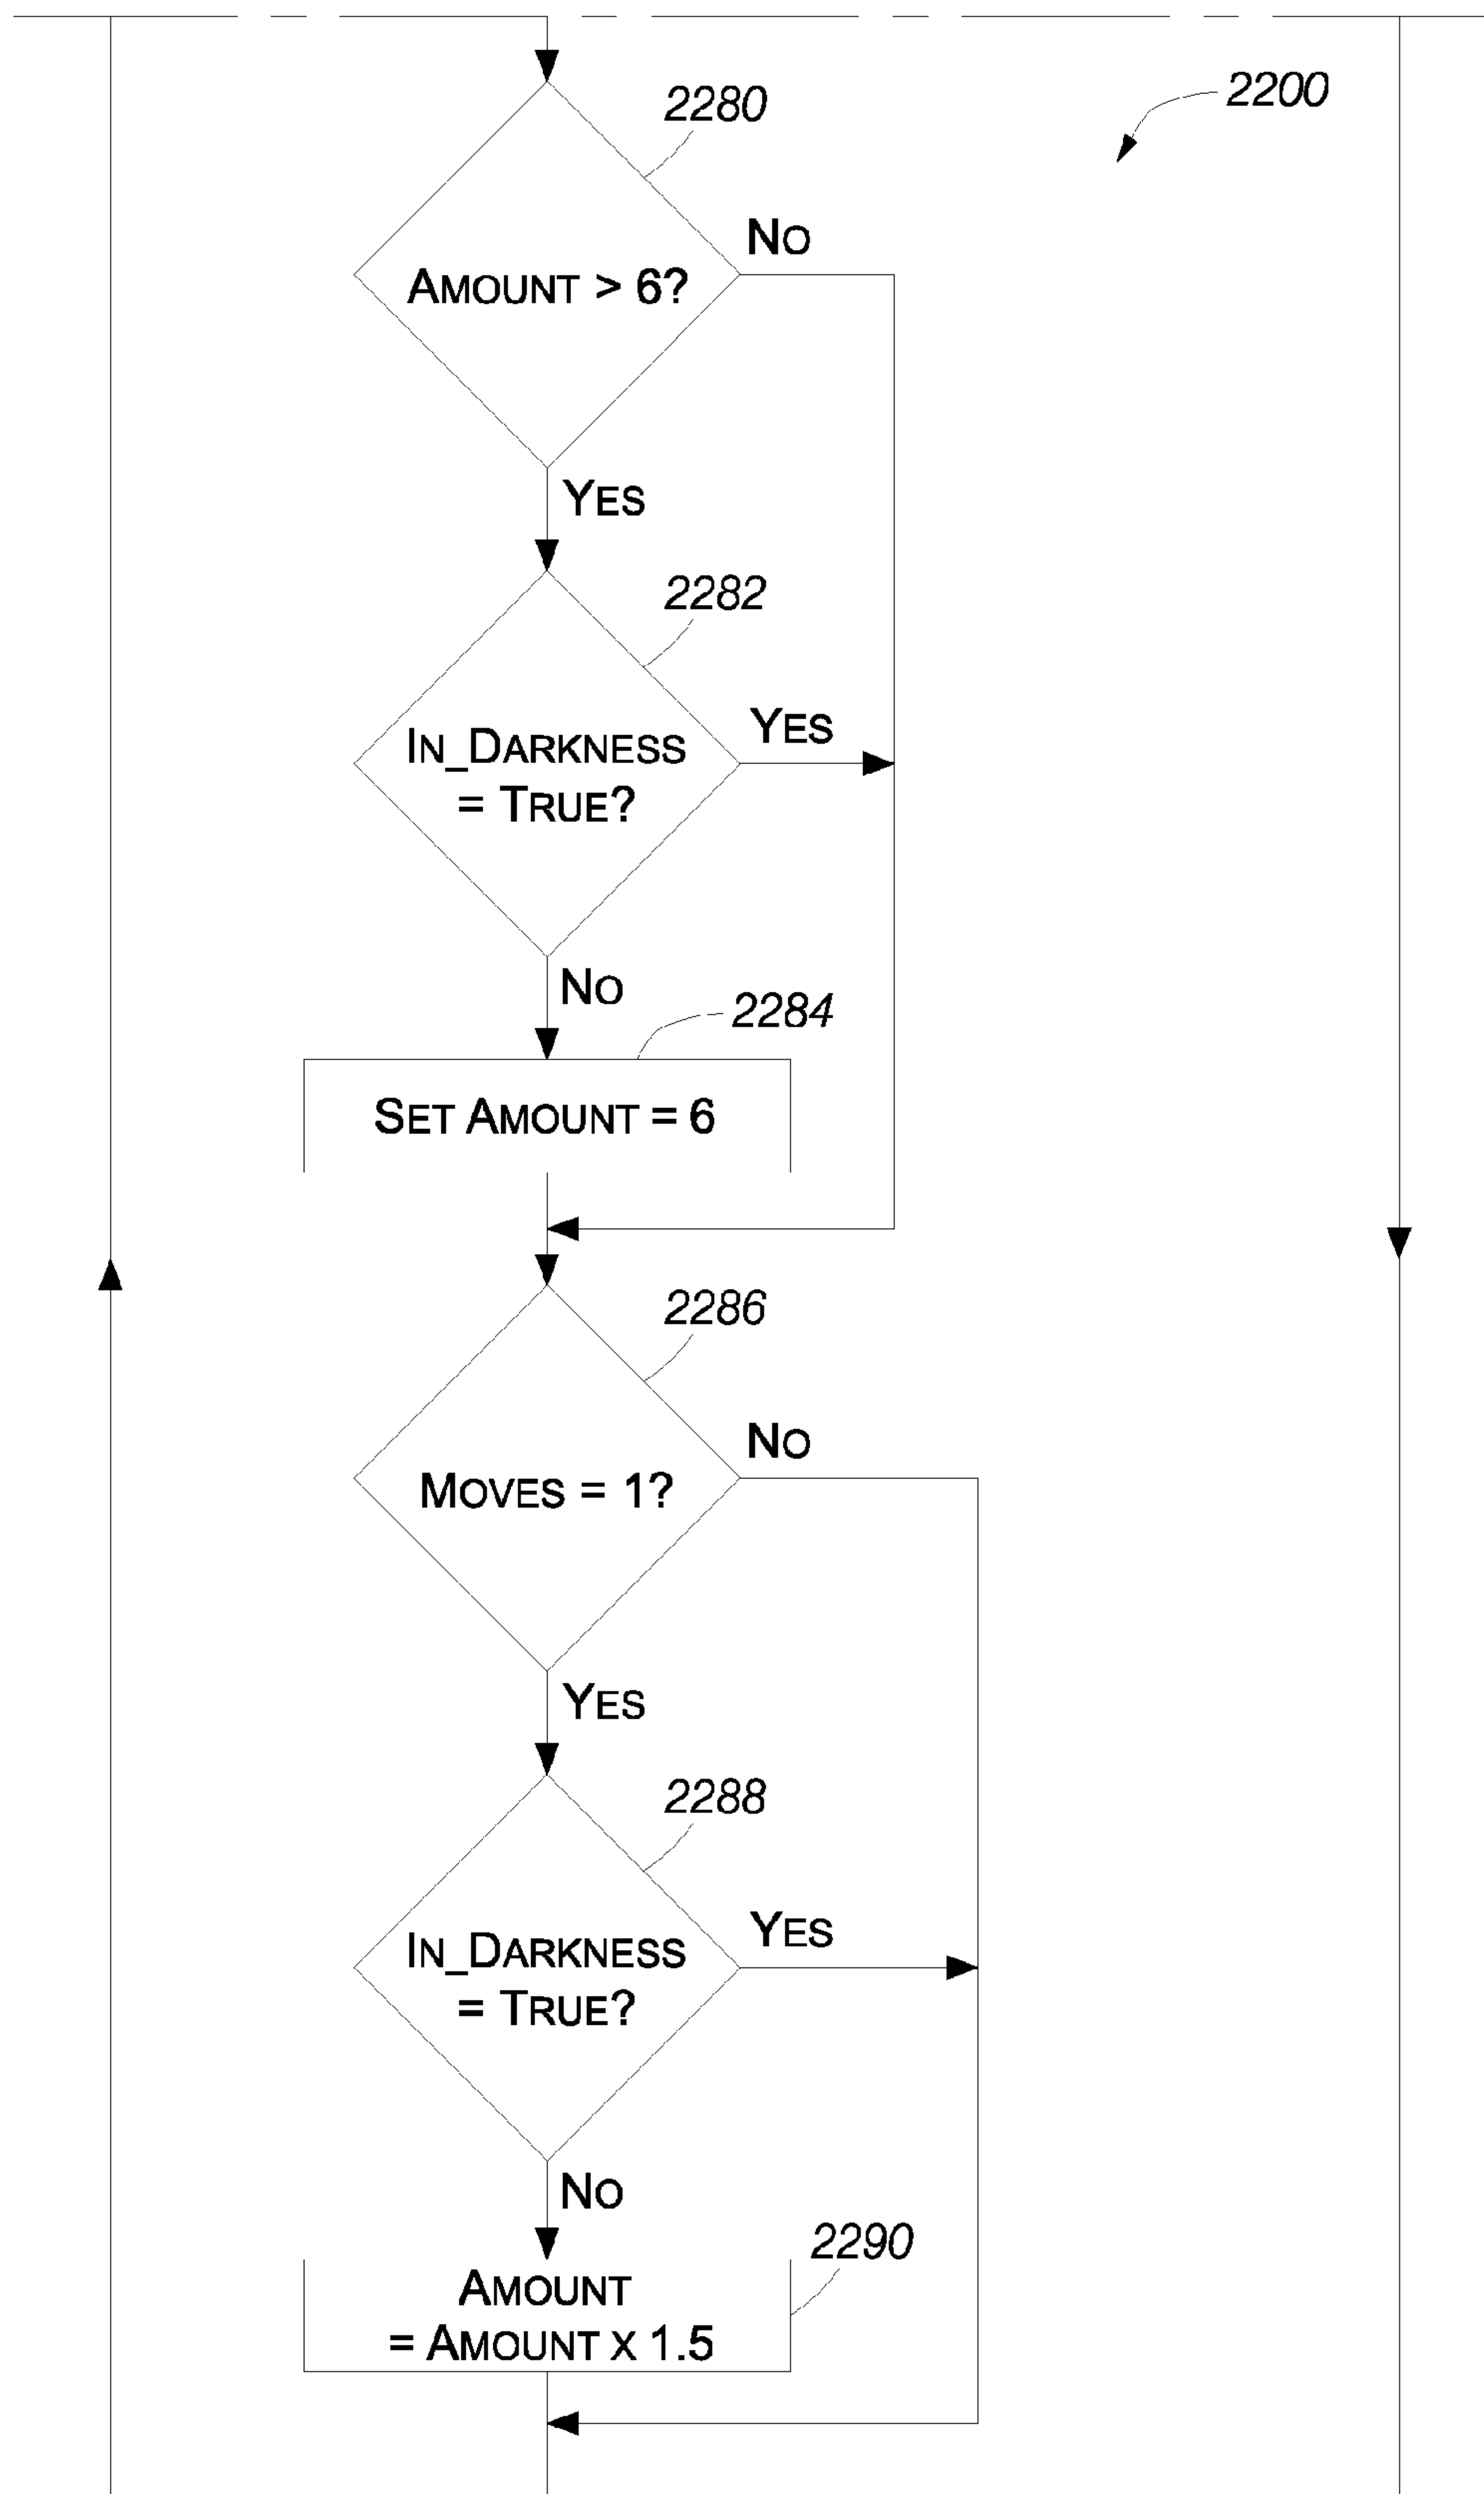 2200
2280
NO
AMOUNT > 6?
YES
2282
YES
IN_DARKNESS
= TRUE?
NO
2284
SET AMOUNT = 6
2286
NO
MOVES = 1?
YES
2288
YES
IN_DARKNESS
= TRUE?
NO
2290
AMOUNT
= AMOUNT X 1.5